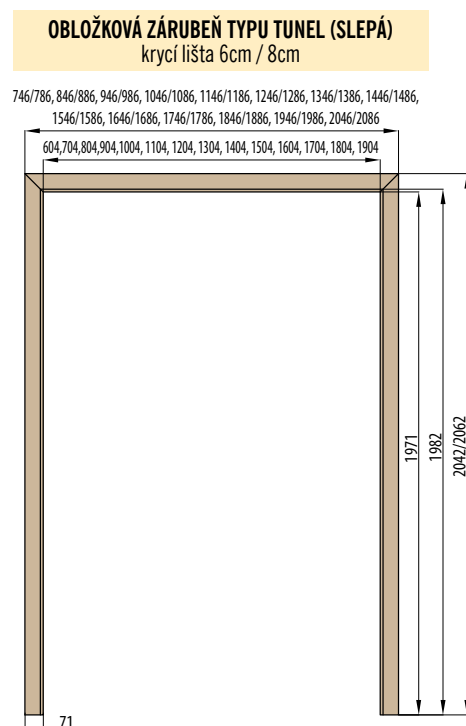 OBLOŽKOVÁ ZÁRUBEŇ TYPU TUNEL (SLEPÁ)
krycí lišta 6cm / 8cm
746/786, 846/886, 946/986, 1046/1086, 1146/1186, 1246/1286, 1346/1386, 1446/1486,
1546/1586, 1646/1686, 1746/1786, 1846/1886, 1946/1986, 2046/2086
604,704,804,904,1004, 1104, 1204, 1304, 1404, 1504, 1604, 1704, 1804, 1904
1971
1982
2042/2062
71